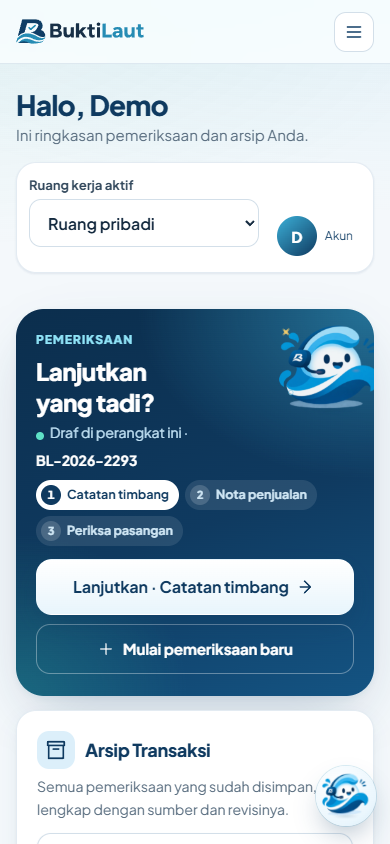 BuktiLaut
Halo, Demo
Ini ringkasan pemeriksaan dan arsip Anda.
Ruang kerja aktif
Ruang pribadi
D
Akun
PEMERIKSAAN
Lanjutkan
yang tadi?
Draf di perangkat ini ·
BL-2026-2293
1 Catatan timbang
2 Nota penjualan
3 Periksa pasangan
Lanjutkan · Catatan timbang →
+ Mulai pemeriksaan baru
Arsip Transaksi
Semua pemeriksaan yang sudah disimpan,
lengkap dengan sumber dan revisinya.